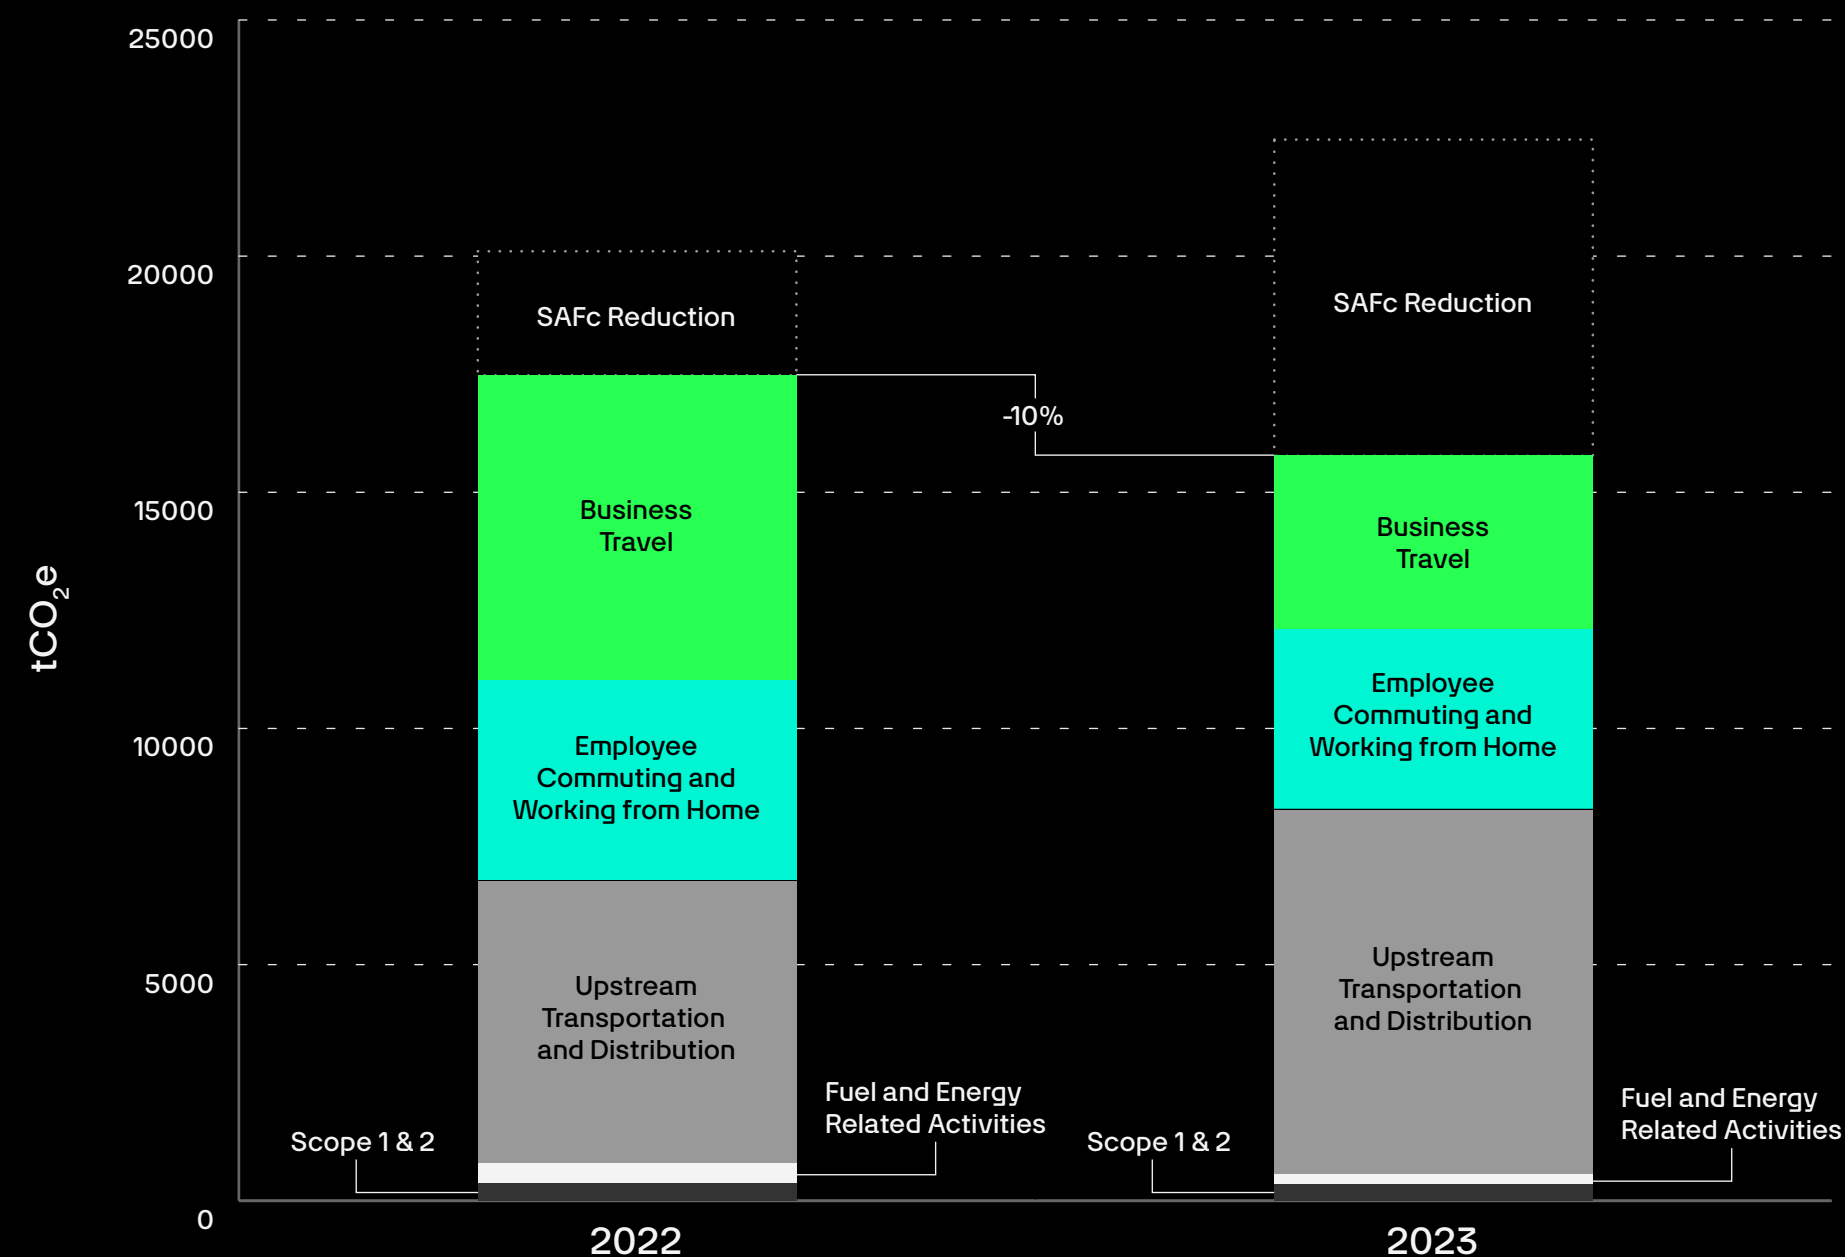 25000
20000
15000
10000
5000
0
tCO₂e
SAFc Reduction
Business
Travel
Employee
Commuting and
Working from Home
Upstream
Transportation
and Distribution
Scope 1 & 2
Fuel and Energy
Related Activities
2022
-10%
SAFc Reduction
Business
Travel
Employee
Commuting and
Working from Home
Upstream
Transportation
and Distribution
Scope 1 & 2
Fuel and Energy
Related Activities
2023